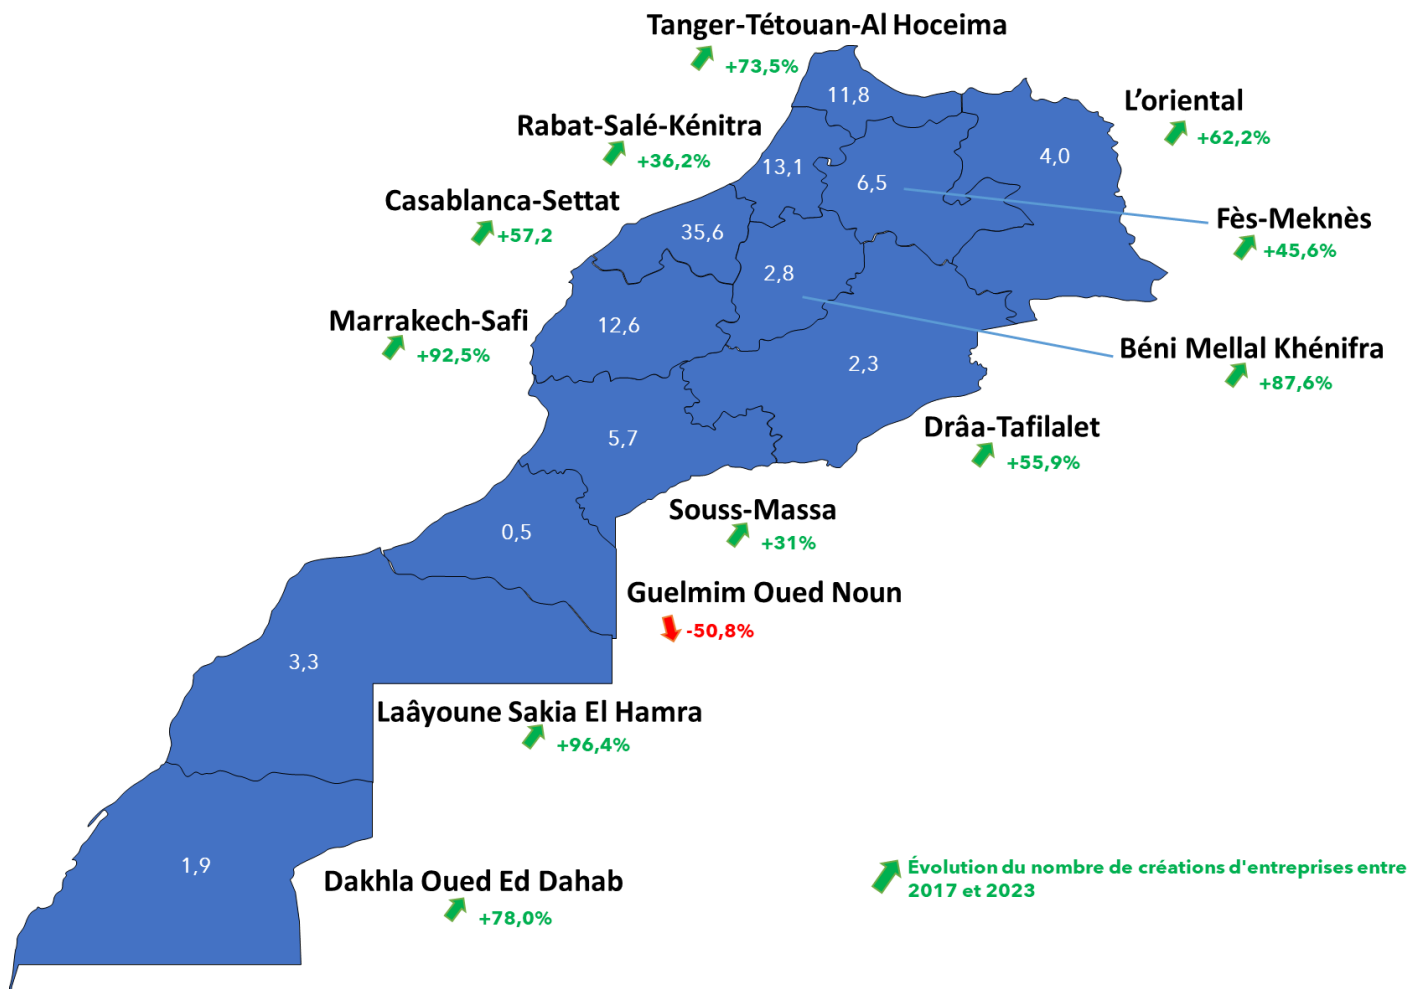 Tanger-Tétouan-Al Hoceima
+73,5%
11,8
L'oriental
+62,2%
Rabat-Salé-Kénitra
+36,2%
13,1
6,5
4,0
Casablanca-Settat
+57,2
35,6
Fès-Meknès
+45,6%
2,8
Marrakech-Safi
+92,5%
12,6
Béni Mellal Khénifra
+87,6%
2,3
Drâa-Tafilalet
+55,9%
5,7
Souss-Massa
+31%
0,5
Guelmim Oued Noun
-50,8%
3,3
Laâyoune Sakia El Hamra
+96,4%
1,9
Dakhla Oued Ed Dahab
+78,0%
Évolution du nombre de créations d'entreprises entre
2017 et 2023